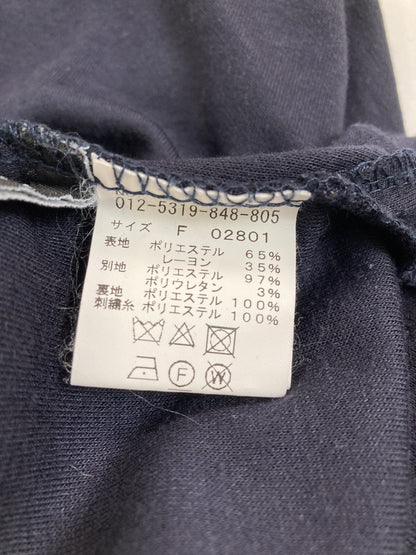 012-5319-848-805
サイズ F 02801
表地 ポリエステル 65%
レーヨン 35%
別地 ポリエステル 97%
ポリウレタン 3%
裏地 ポリエステル 100%
刺繍糸 ポリエステル 100%
F W